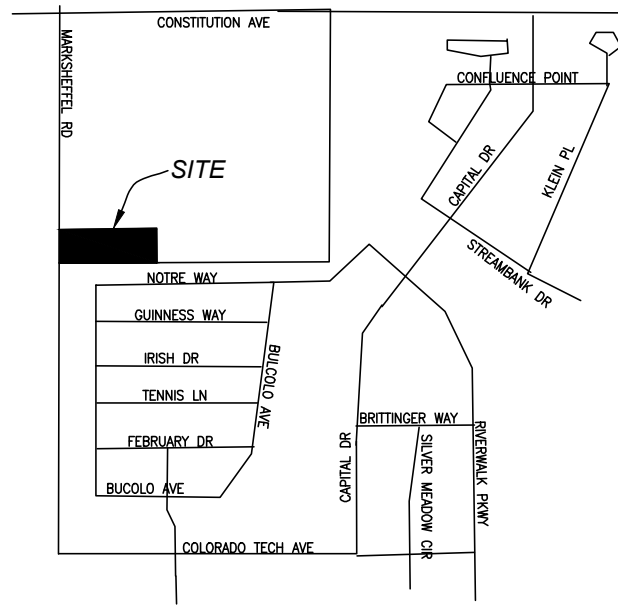 CONSTITUTION AVE
MARKSHEFFEL RD
CONFLUENCE POINT
CAPITAL DR
KLEIN PL
SITE
STREAMBANK DR
NOTRE WAY
GUINNESS WAY
BULCOLO AVE
IRISH DR
TENNIS LN
BRITTINGER WAY
FEBRUARY DR
CAPITAL DR
SILVER MEADOW CIR
RIVERWALK PKWY
BUCOLO AVE
COLORADO TECH AVE